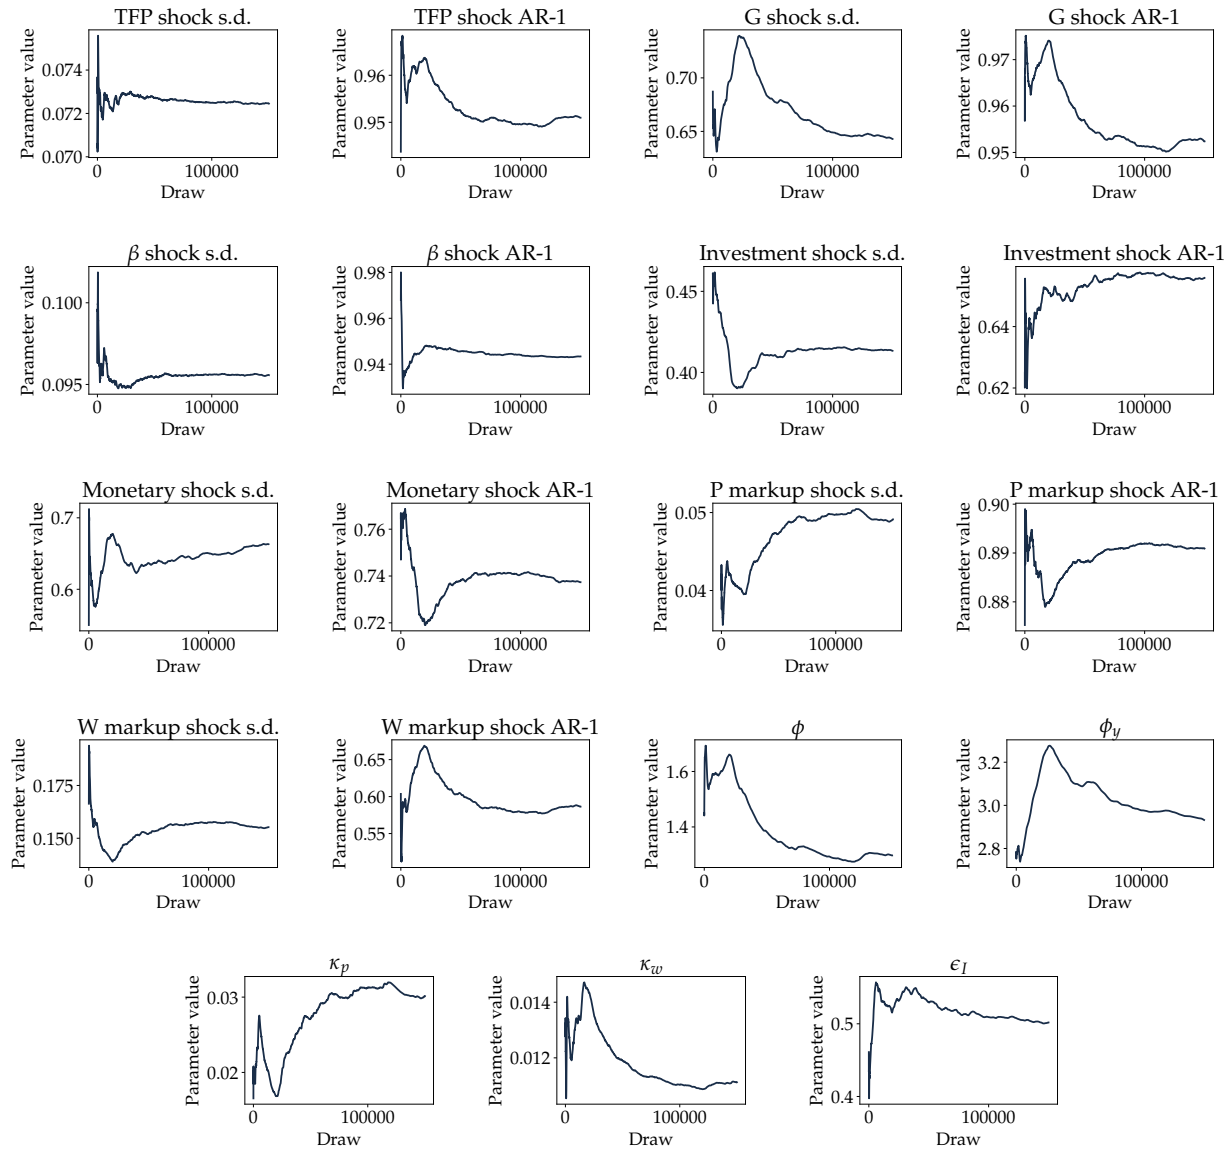 TFP shock s.d. TFP shock AR-1 G shock s.d. G shock AR-1
Parameter value Parameter value Parameter value Parameter value
0.074 0.96 0.70 0.97
0.072 0.95 0.65 0.96
0.070 0.95
0 100000 0 100000 0 100000 0 100000
Draw Draw Draw Draw
β shock s.d. β shock AR-1 Investment shock s.d. Investment shock AR-1
Parameter value Parameter value Parameter value Parameter value
0.100 0.98 0.45 0.64
0.095 0.96 0.40 0.62
0.94
0 100000 0 100000 0 100000 0 100000
Draw Draw Draw Draw
Monetary shock s.d. Monetary shock AR-1 P markup shock s.d. P markup shock AR-1
Parameter value Parameter value Parameter value Parameter value
0.7 0.76 0.05 0.90
0.6 0.74 0.04 0.89
0.72 0.88
0 100000 0 100000 0 100000 0 100000
Draw Draw Draw Draw
W markup shock s.d. W markup shock AR-1 ϕ ϕ_y
Parameter value Parameter value Parameter value Parameter value
0.175 0.65 1.6 3.2
0.150 0.60 1.4 3.0
0.55 2.8
0 100000 0 100000 0 100000 0 100000
Draw Draw Draw Draw
κ_p κ_w ϵ_I
Parameter value Parameter value Parameter value
0.03 0.014 0.5
0.02 0.012 0.4
0 100000 0 100000 0 100000
Draw Draw Draw